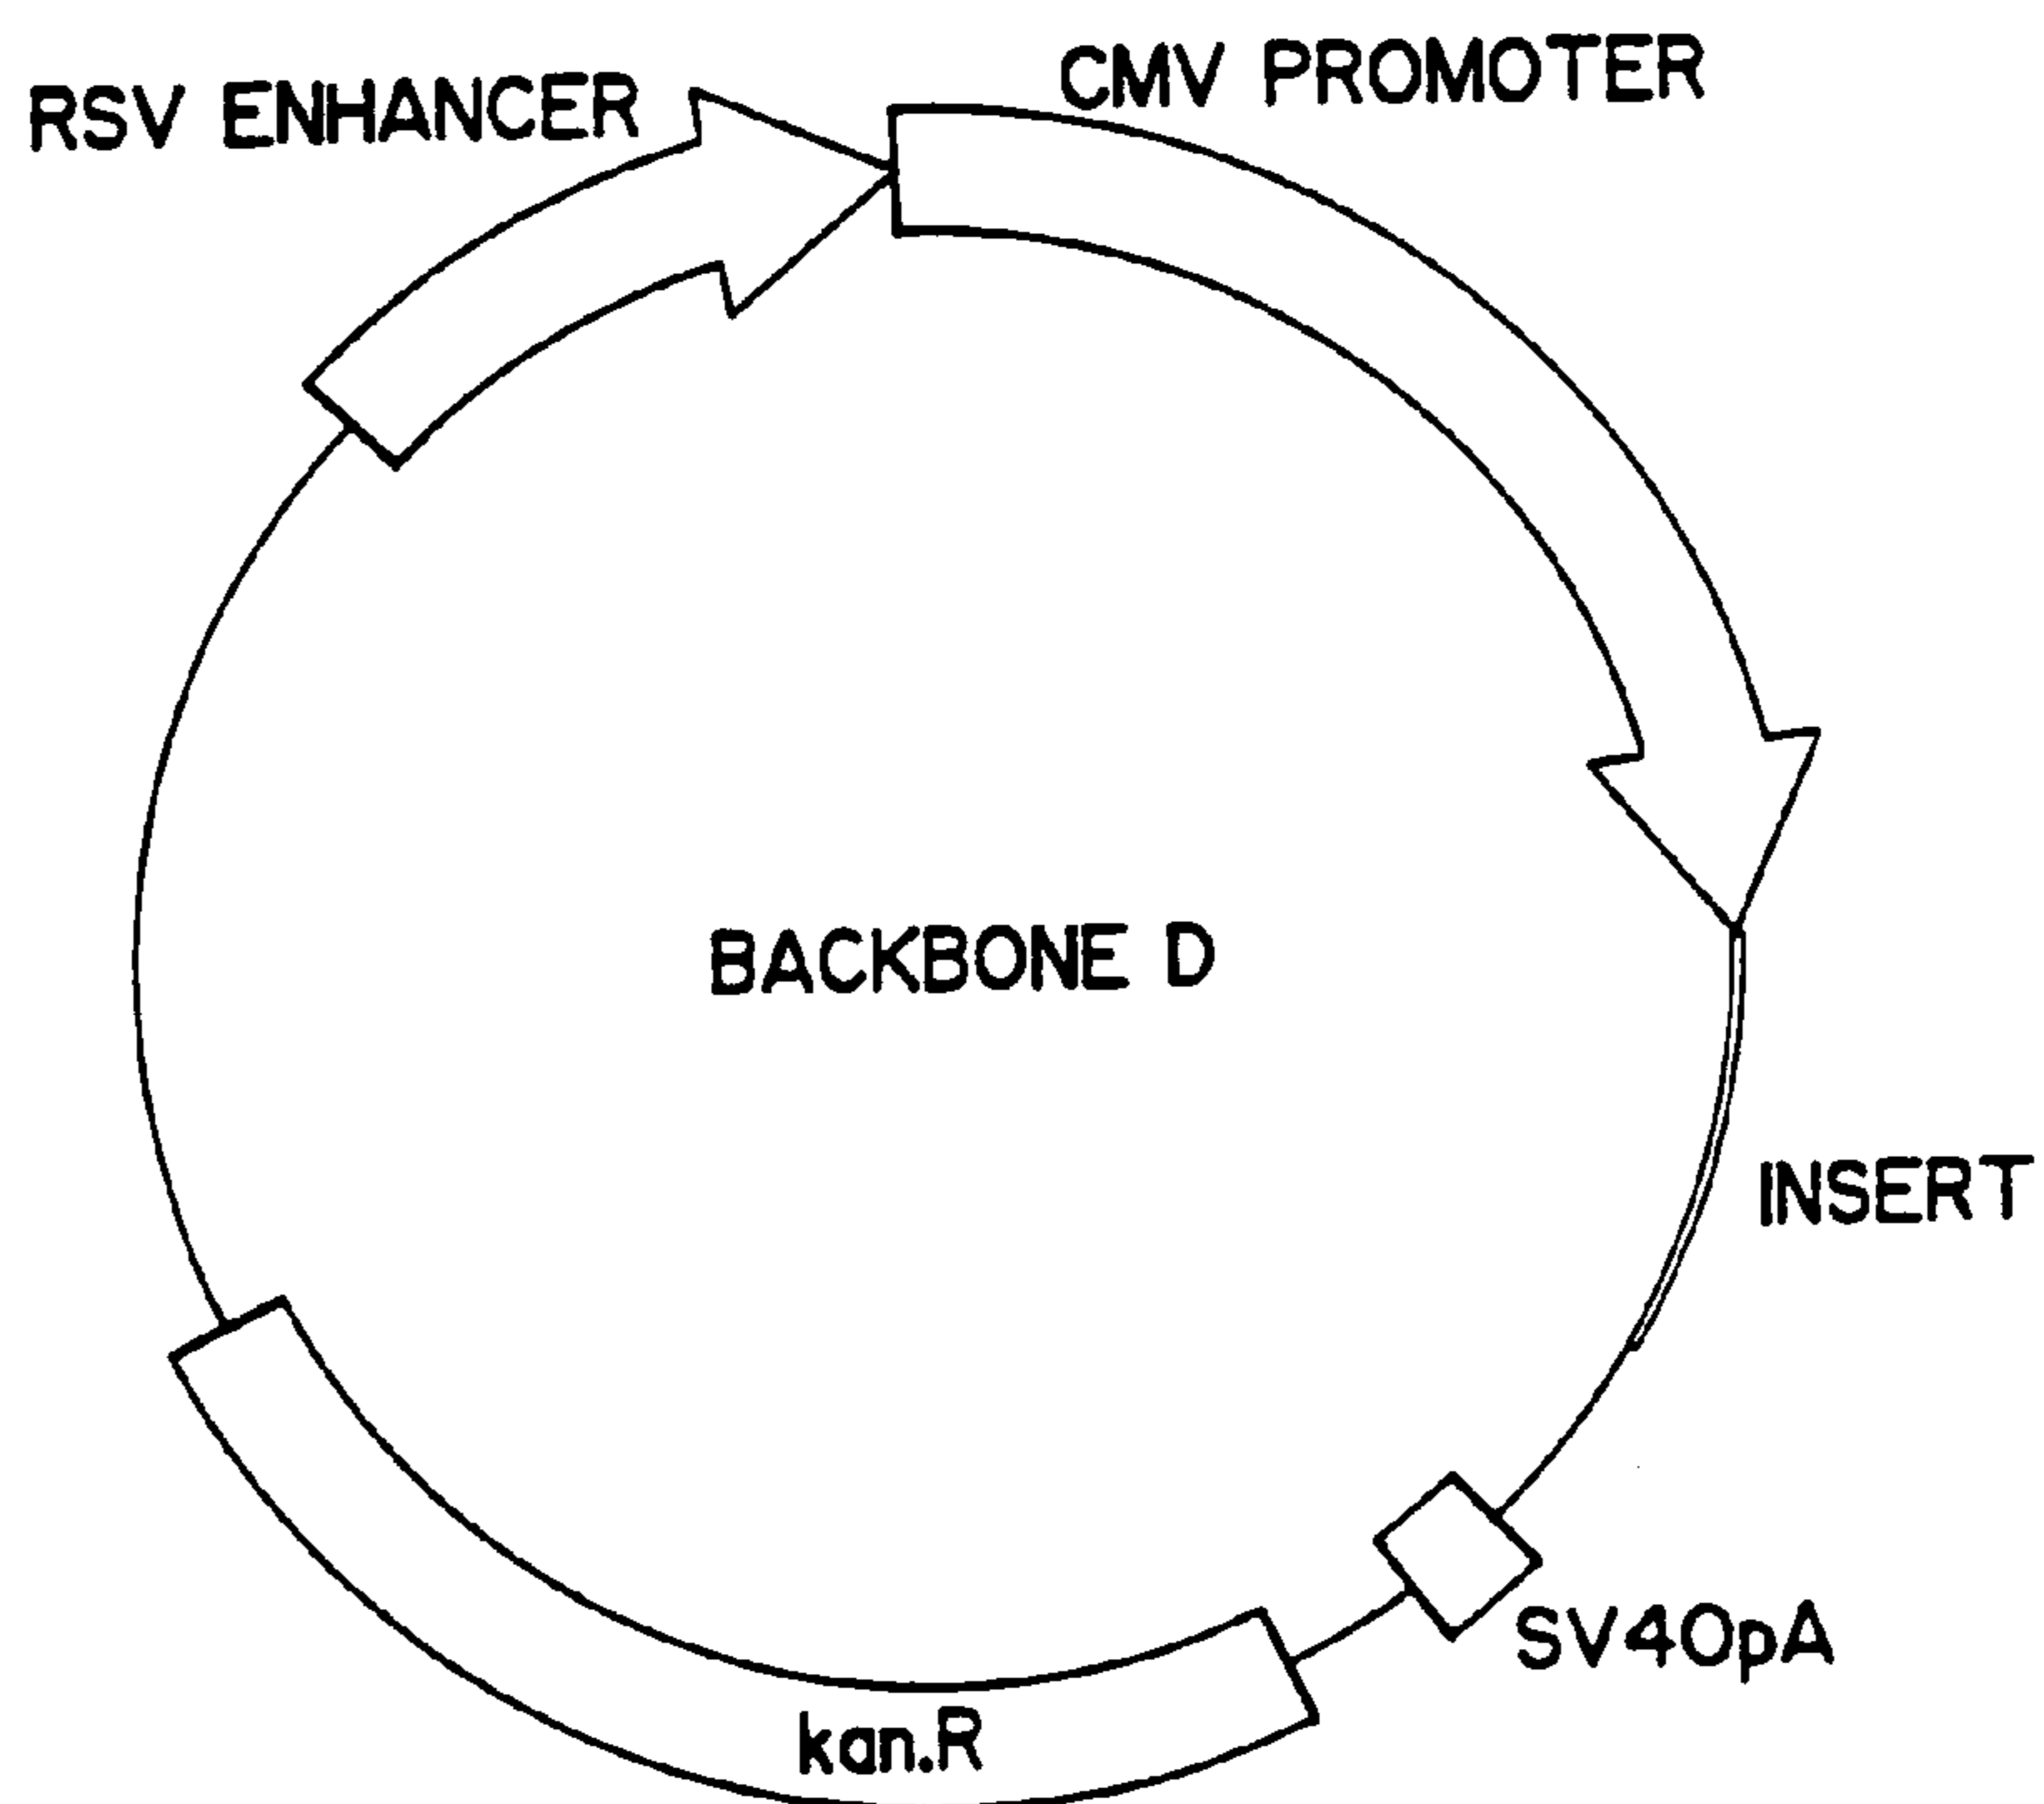 CMV PROMOTER
RSV ENHANCER
BACKBONE D
INSERT
SV40pA
kan.R